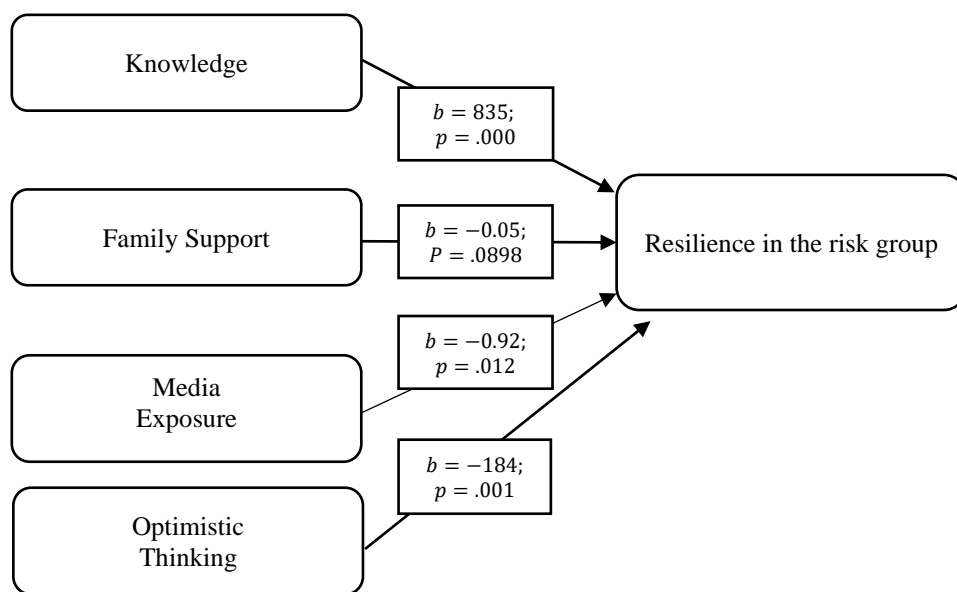 Knowledge
b = 835;
p = .000
Family Support
b = −0.05;
P = .0898
Resilience in the risk group
Media
Exposure
b = −0.92;
p = .012
Optimistic
Thinking
b = −184;
p = .001